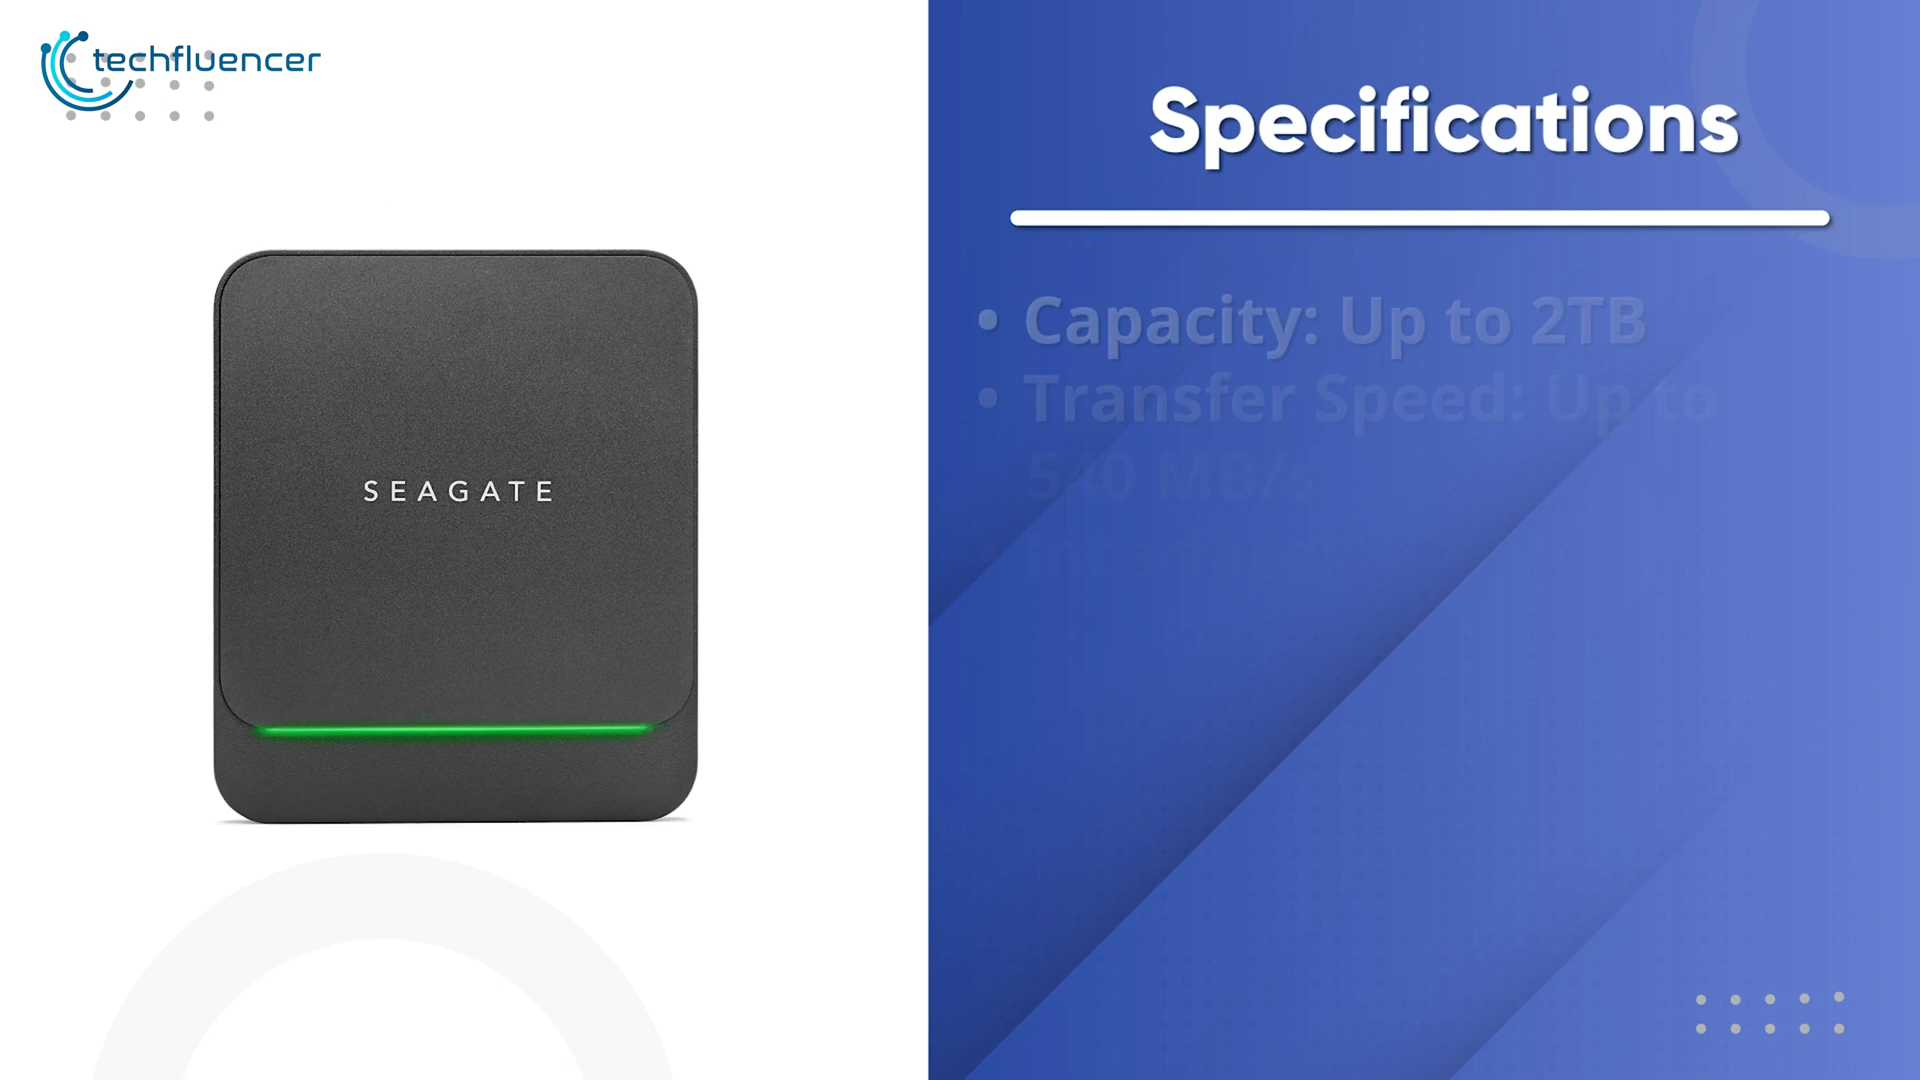 techfluencer
Specifications
SEAGATE
• Capacity: Up to 2TB
• Transfer Speed: Up to
540 MB/s